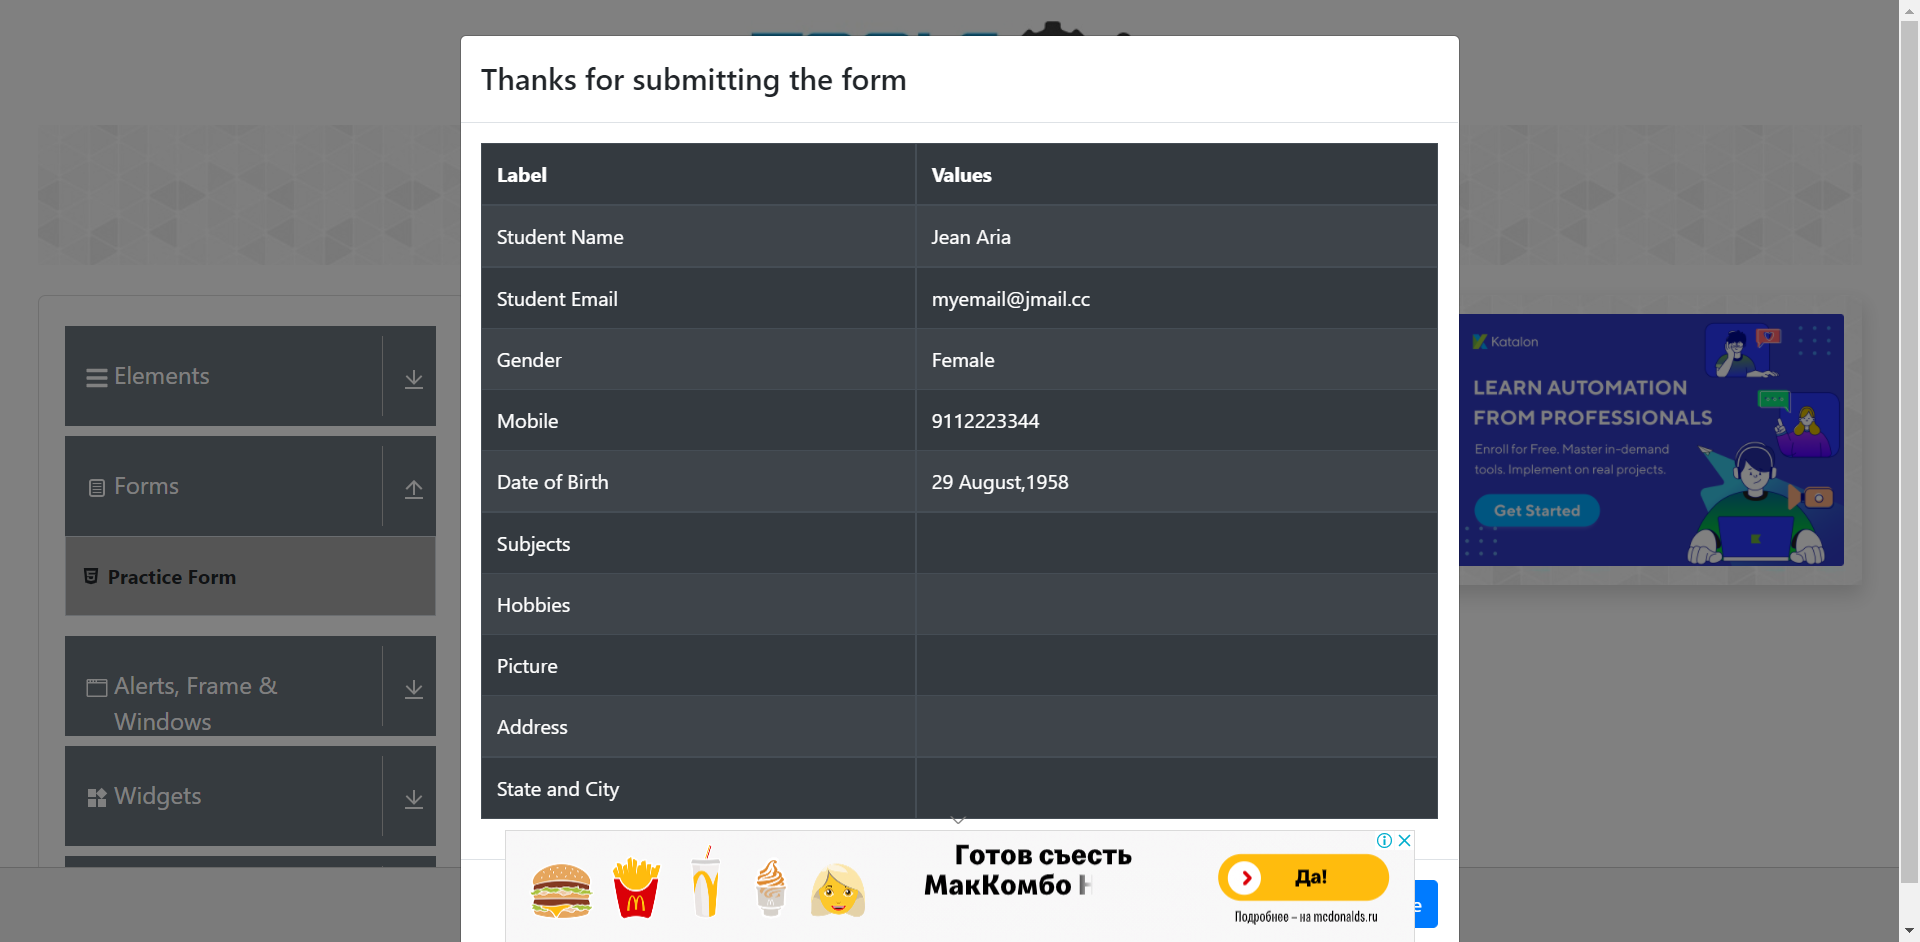 Thanks for submitting the form
Label Values
Student Name Jean Aria
Student Email myemail@jmail.cc
Gender Female
Mobile 9112223344
Date of Birth 29 August,1958
Subjects
Hobbies
Picture
Address
State and City
Elements
Forms
Practice Form
Alerts, Frame &
Windows
Widgets
Katalon
LEARN AUTOMATION
FROM PROFESSIONALS
Enroll for Free. Master in-demand
tools. Implement on real projects.
Get Started
Готов съесть
МакКомбо
Да!
Подробнее – на mcdonalds.ru